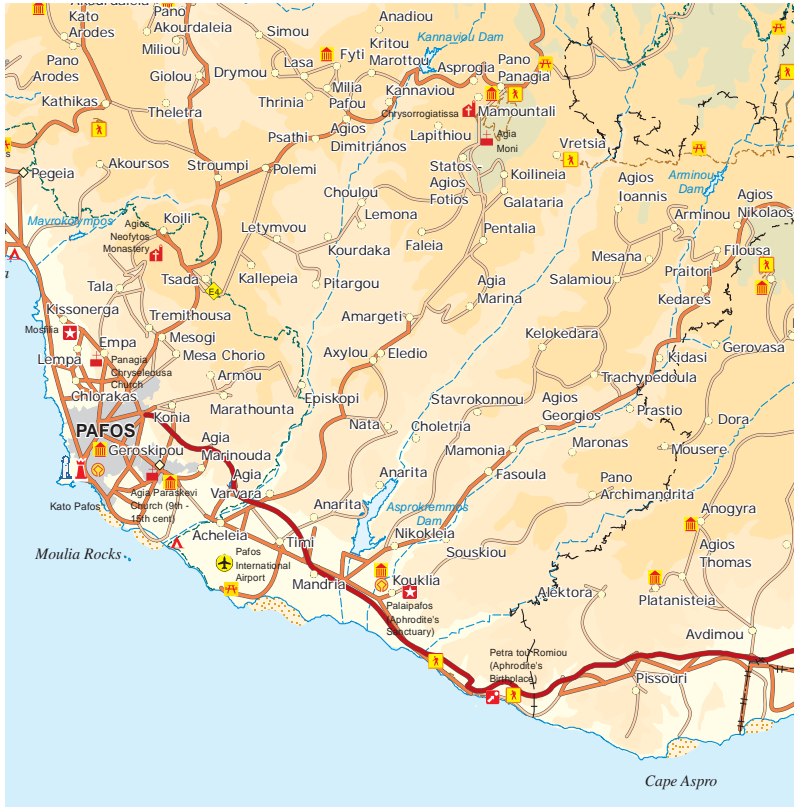 Akourdaleia
Kato
Arodes
Pano
Akourdaleia
Miliou
Simou
Anadiou
Kritou
Marottou
Kannaviou Dam
Fyti
Lasa
Pano
Arodes
Giolou
Drymou
Asprogia
Pano
Panagia
Milia
Pafou
Kannaviou
Thrinia
Kathikas
Theletra
Chrysorrogiatissa
Mamountali
Psathi
Agios
Dimitrianos
Lapithiou
Agia
Moni
Vretsia
Akoursos
Stroumpi
Polemi
Statos -
Agios
Fotios
Koilineia
Pegeia
Choulou
Galataria
Agios
Ioannis
Arminou
Dam
Agios
Nikolaos
Mavrokolympos
Agios
Neofytos
Monastery
Koili
Letymvou
Lemona
Arminou
Kourdaka
Faleia
Pentalia
Filousa
Mesana
Praitori
Tala
Tsada
E4
Kallepeia
Pitargou
Agia
Marina
Salamiou
Kedares
Kissonerga
Tremithousa
Amargeti
Mosfilia
Empa
Mesogi
Kelokedara
Lempa
Panagia
Chryseleousa
Church
Mesa Chorio
Axylou
Eledio
Kidasi
Gerovasa
Armou
Trachypedoula
Chlorakas
Marathounta
Episkopi
Stavrokonnou
Agios
Georgios
Prastio
Konia
PAFOS
Nata
Choletria
Dora
Geroskipou
Agia
Marinouda
Mamonia
Maronas
Mousere
Agia
Varvara
Anarita
Fasoula
Pano
Archimandrita
Kato Pafos
Agia Paraskevi
Church (9th -
15th cent)
Anarita
Asprokremmos
Dam
Anogyra
Acheleia
Timi
Nikokleia
Souskiou
Agios
Thomas
Moulia Rocks
Pafos
International
Airport
Mandria
Kouklia
Alektora
Platanisteia
Palaipafos
(Aphrodite's
Sanctuary)
Avdimou
Petra tou Romiou
(Aphrodite's
Birthplace)
Pissouri
Cape Aspro